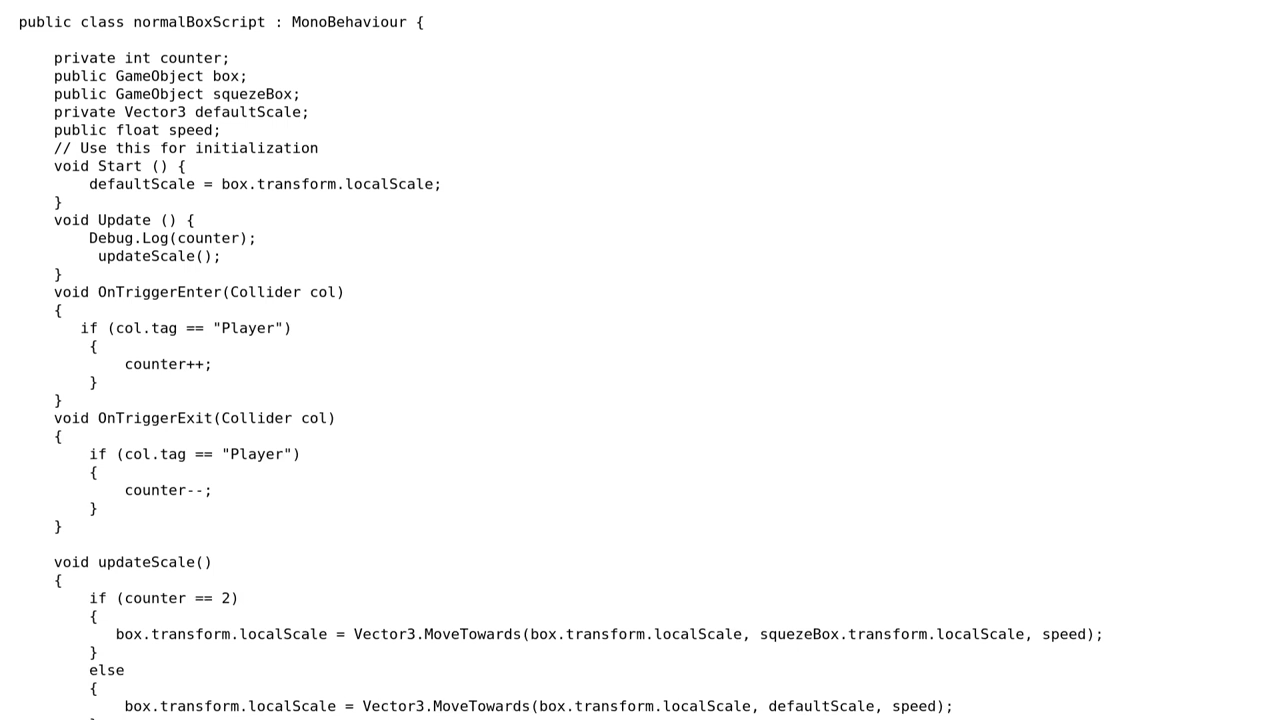 public class normalBoxScript : MonoBehaviour {

    private int counter;
    public GameObject box;
    public GameObject squezeBox;
    private Vector3 defaultScale;
    public float speed;
    // Use this for initialization
    void Start () {
        defaultScale = box.transform.localScale;
    }
    void Update () {
        Debug.Log(counter);
         updateScale();
    }
    void OnTriggerEnter(Collider col)
    {
       if (col.tag == "Player")
        {
            counter++;
        }
    }
    void OnTriggerExit(Collider col)
    {
        if (col.tag == "Player")
        {
            counter--;
        }
    }

    void updateScale()
    {
        if (counter == 2)
        {
           box.transform.localScale = Vector3.MoveTowards(box.transform.localScale, squezeBox.transform.localScale, speed);
        }
        else
        {
            box.transform.localScale = Vector3.MoveTowards(box.transform.localScale, defaultScale, speed);